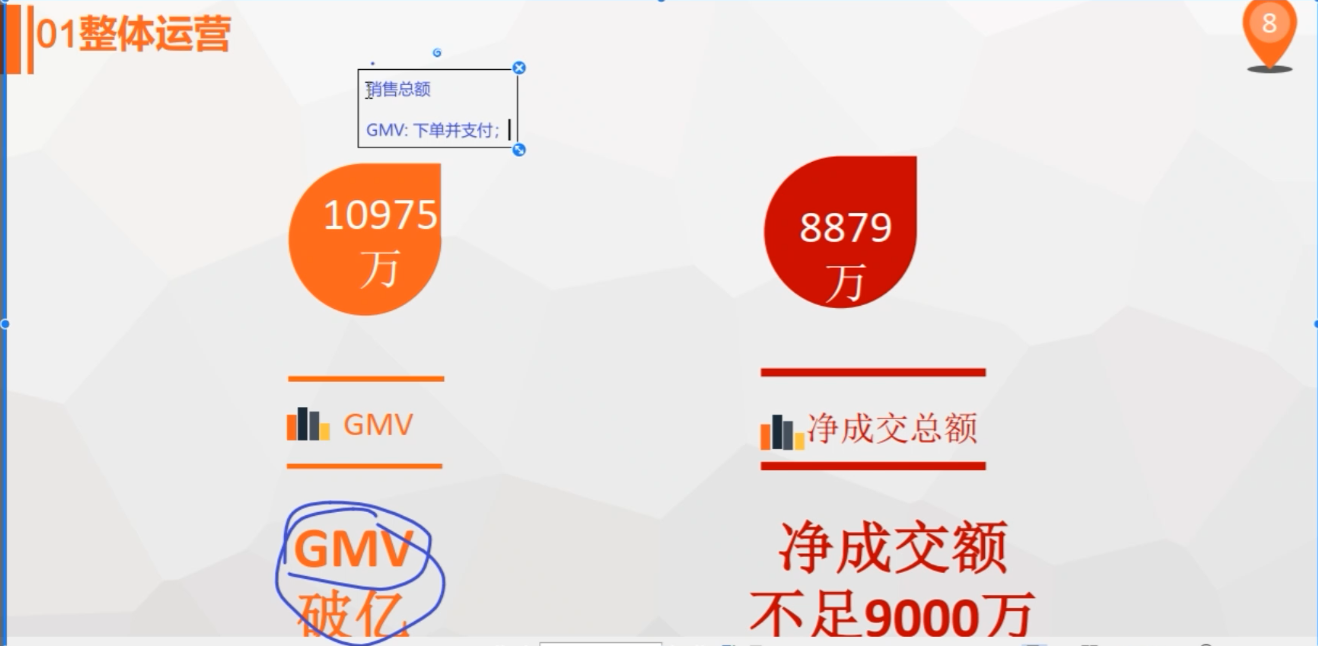 01整体运营
8
销售总额
GMV: 下单并支付；
10975
万
8879
万
GMV
净成交总额
GMV
破亿
净成交额
不足9000万